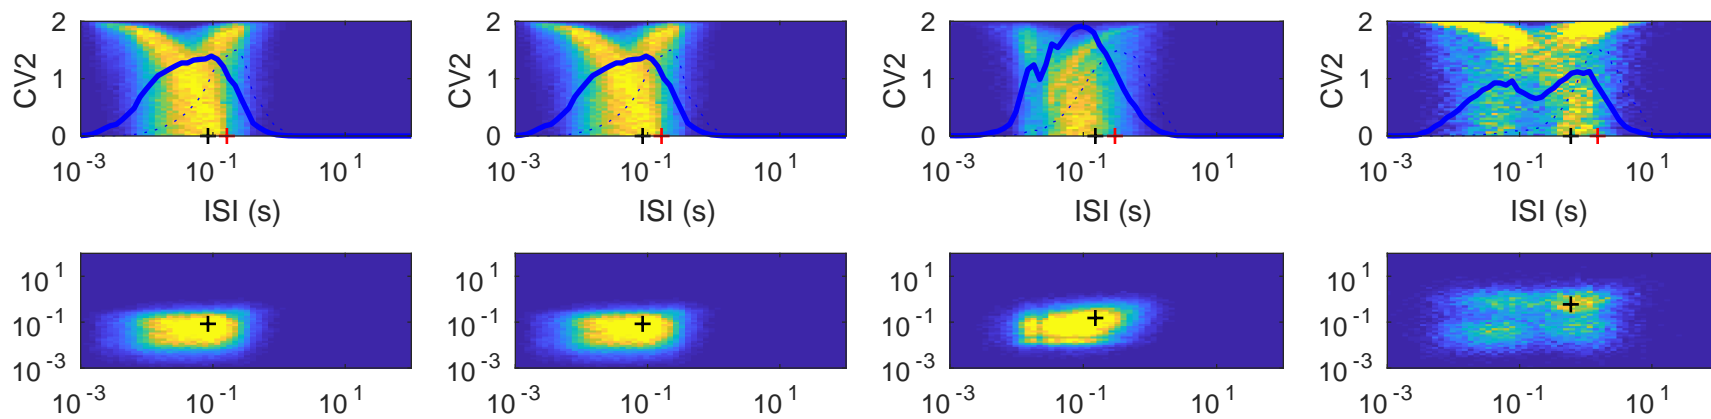 2 2 2 2
CV2 CV2 CV2 CV2
1 1 1 1
0 0 0 0
10^-3 10^-1 10^1 10^-3 10^-1 10^1 10^-3 10^-1 10^1 10^-3 10^-1 10^1
ISI (s) ISI (s) ISI (s) ISI (s)
10^1 10^1 10^1 10^1
10^-1 10^-1 10^-1 10^-1
10^-3 10^-3 10^-3 10^-3
10^-3 10^-1 10^1 10^-3 10^-1 10^1 10^-3 10^-1 10^1 10^-3 10^-1 10^1